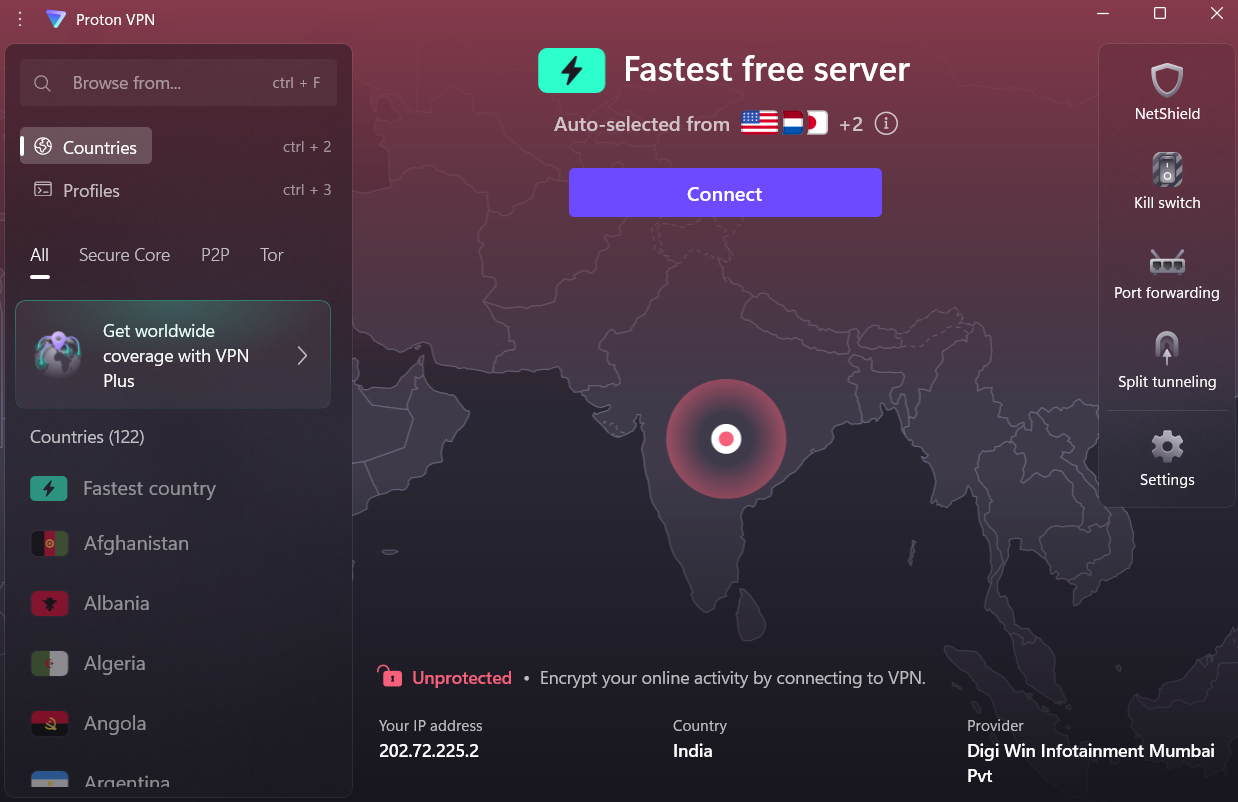 Proton VPN
Browse from...
ctrl + F
Countries
ctrl + 2
Profiles
ctrl + 3
All
Secure Core
P2P
Tor
Get worldwide
coverage with VPN
Plus
Countries (122)
Fastest country
Afghanistan
Albania
Algeria
Angola
Argentina
Fastest free server
Auto-selected from
+2
Connect
Unprotected • Encrypt your online activity by connecting to VPN.
Your IP address
202.72.225.2
Country
India
Provider
Digi Win Infotainment Mumbai
Pvt
NetShield
Kill switch
Port forwarding
Split tunneling
Settings